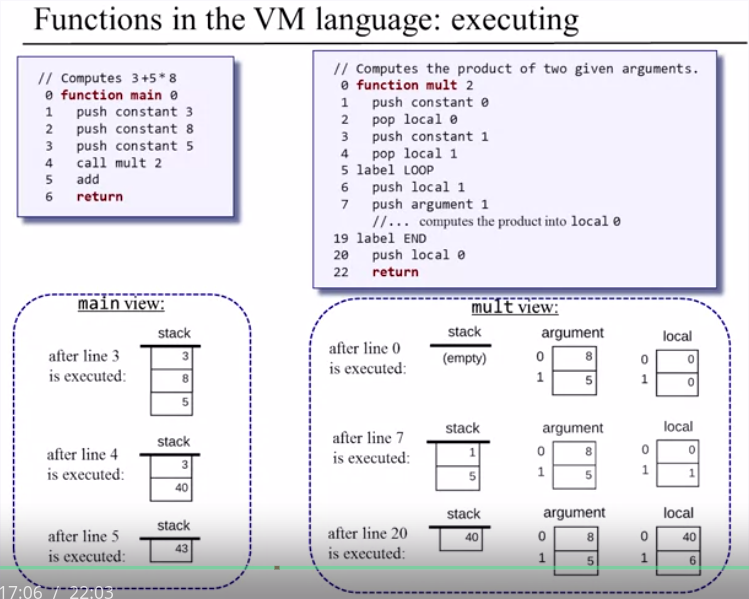 Functions in the VM language: executing
// Computes 3+5*8
0 function main 0
1 push constant 3
2 push constant 8
3 push constant 5
4 call mult 2
5 add
6 return
// Computes the product of two given arguments.
0 function mult 2
1 push constant 0
2 pop local 0
3 push constant 1
4 pop local 1
5 label LOOP
6 push local 1
7 push argument 1
//... computes the product into local 0
19 label END
20 push local 0
22 return
main view:
stack
after line 3
is executed:
3
8
5
stack
after line 4
is executed:
3
40
stack
after line 5
is executed:
43
mult view:
stack argument local
after line 0
is executed:
(empty)
0 8 0 0
1 5 1 0
stack argument local
after line 7
is executed:
1 0 8 0 0
5 1 5 1 1
stack argument local
after line 20
is executed:
40 0 8 0 40
1 5 1 6
17:06 / 22:03